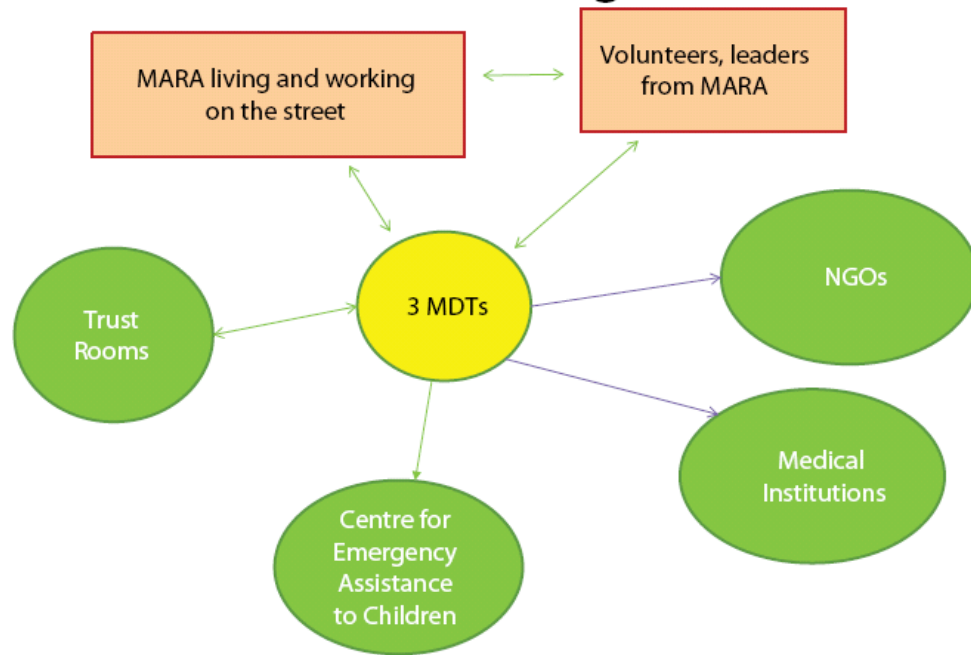 MARA living and working
on the street
Volunteers, leaders
from MARA
3 MDTs
NGOs
Trust
Rooms
Medical
Institutions
Centre for
Emergency
Assistance
to Children